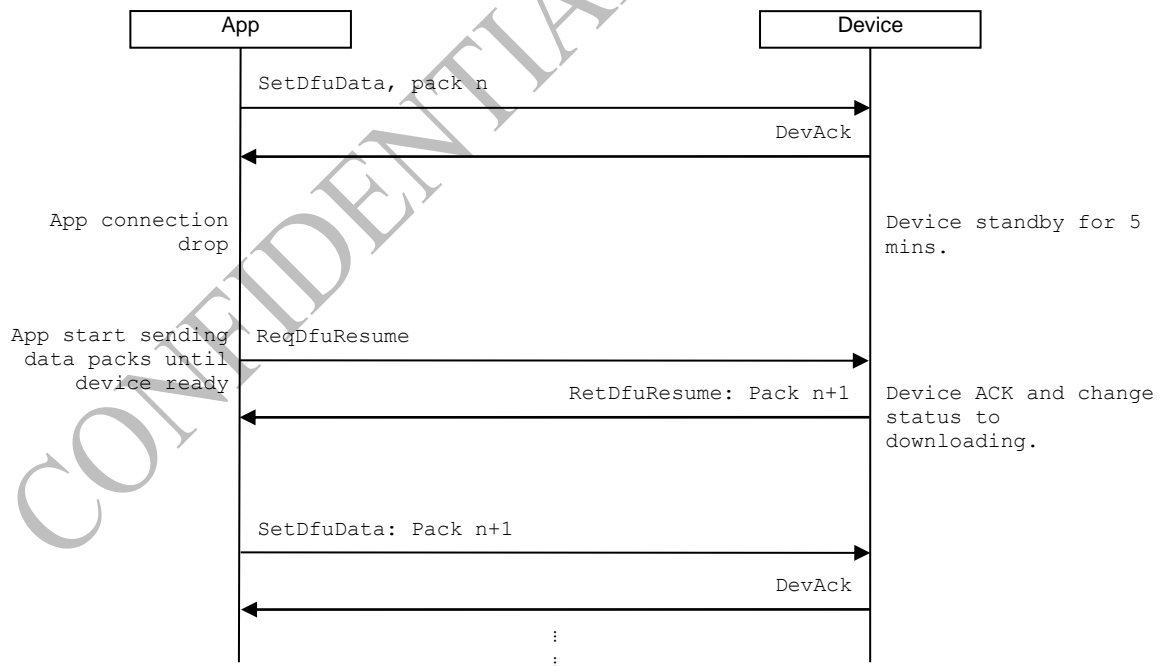 App
Device
SetDfuData, pack n
DevAck
App connection
drop
Device standby for 5
mins.
App start sending
data packs until
device ready
ReqDfuResume
RetDfuResume: Pack n+1
Device ACK and change
status to
downloading.
SetDfuData: Pack n+1
DevAck
CONFIDENTIA